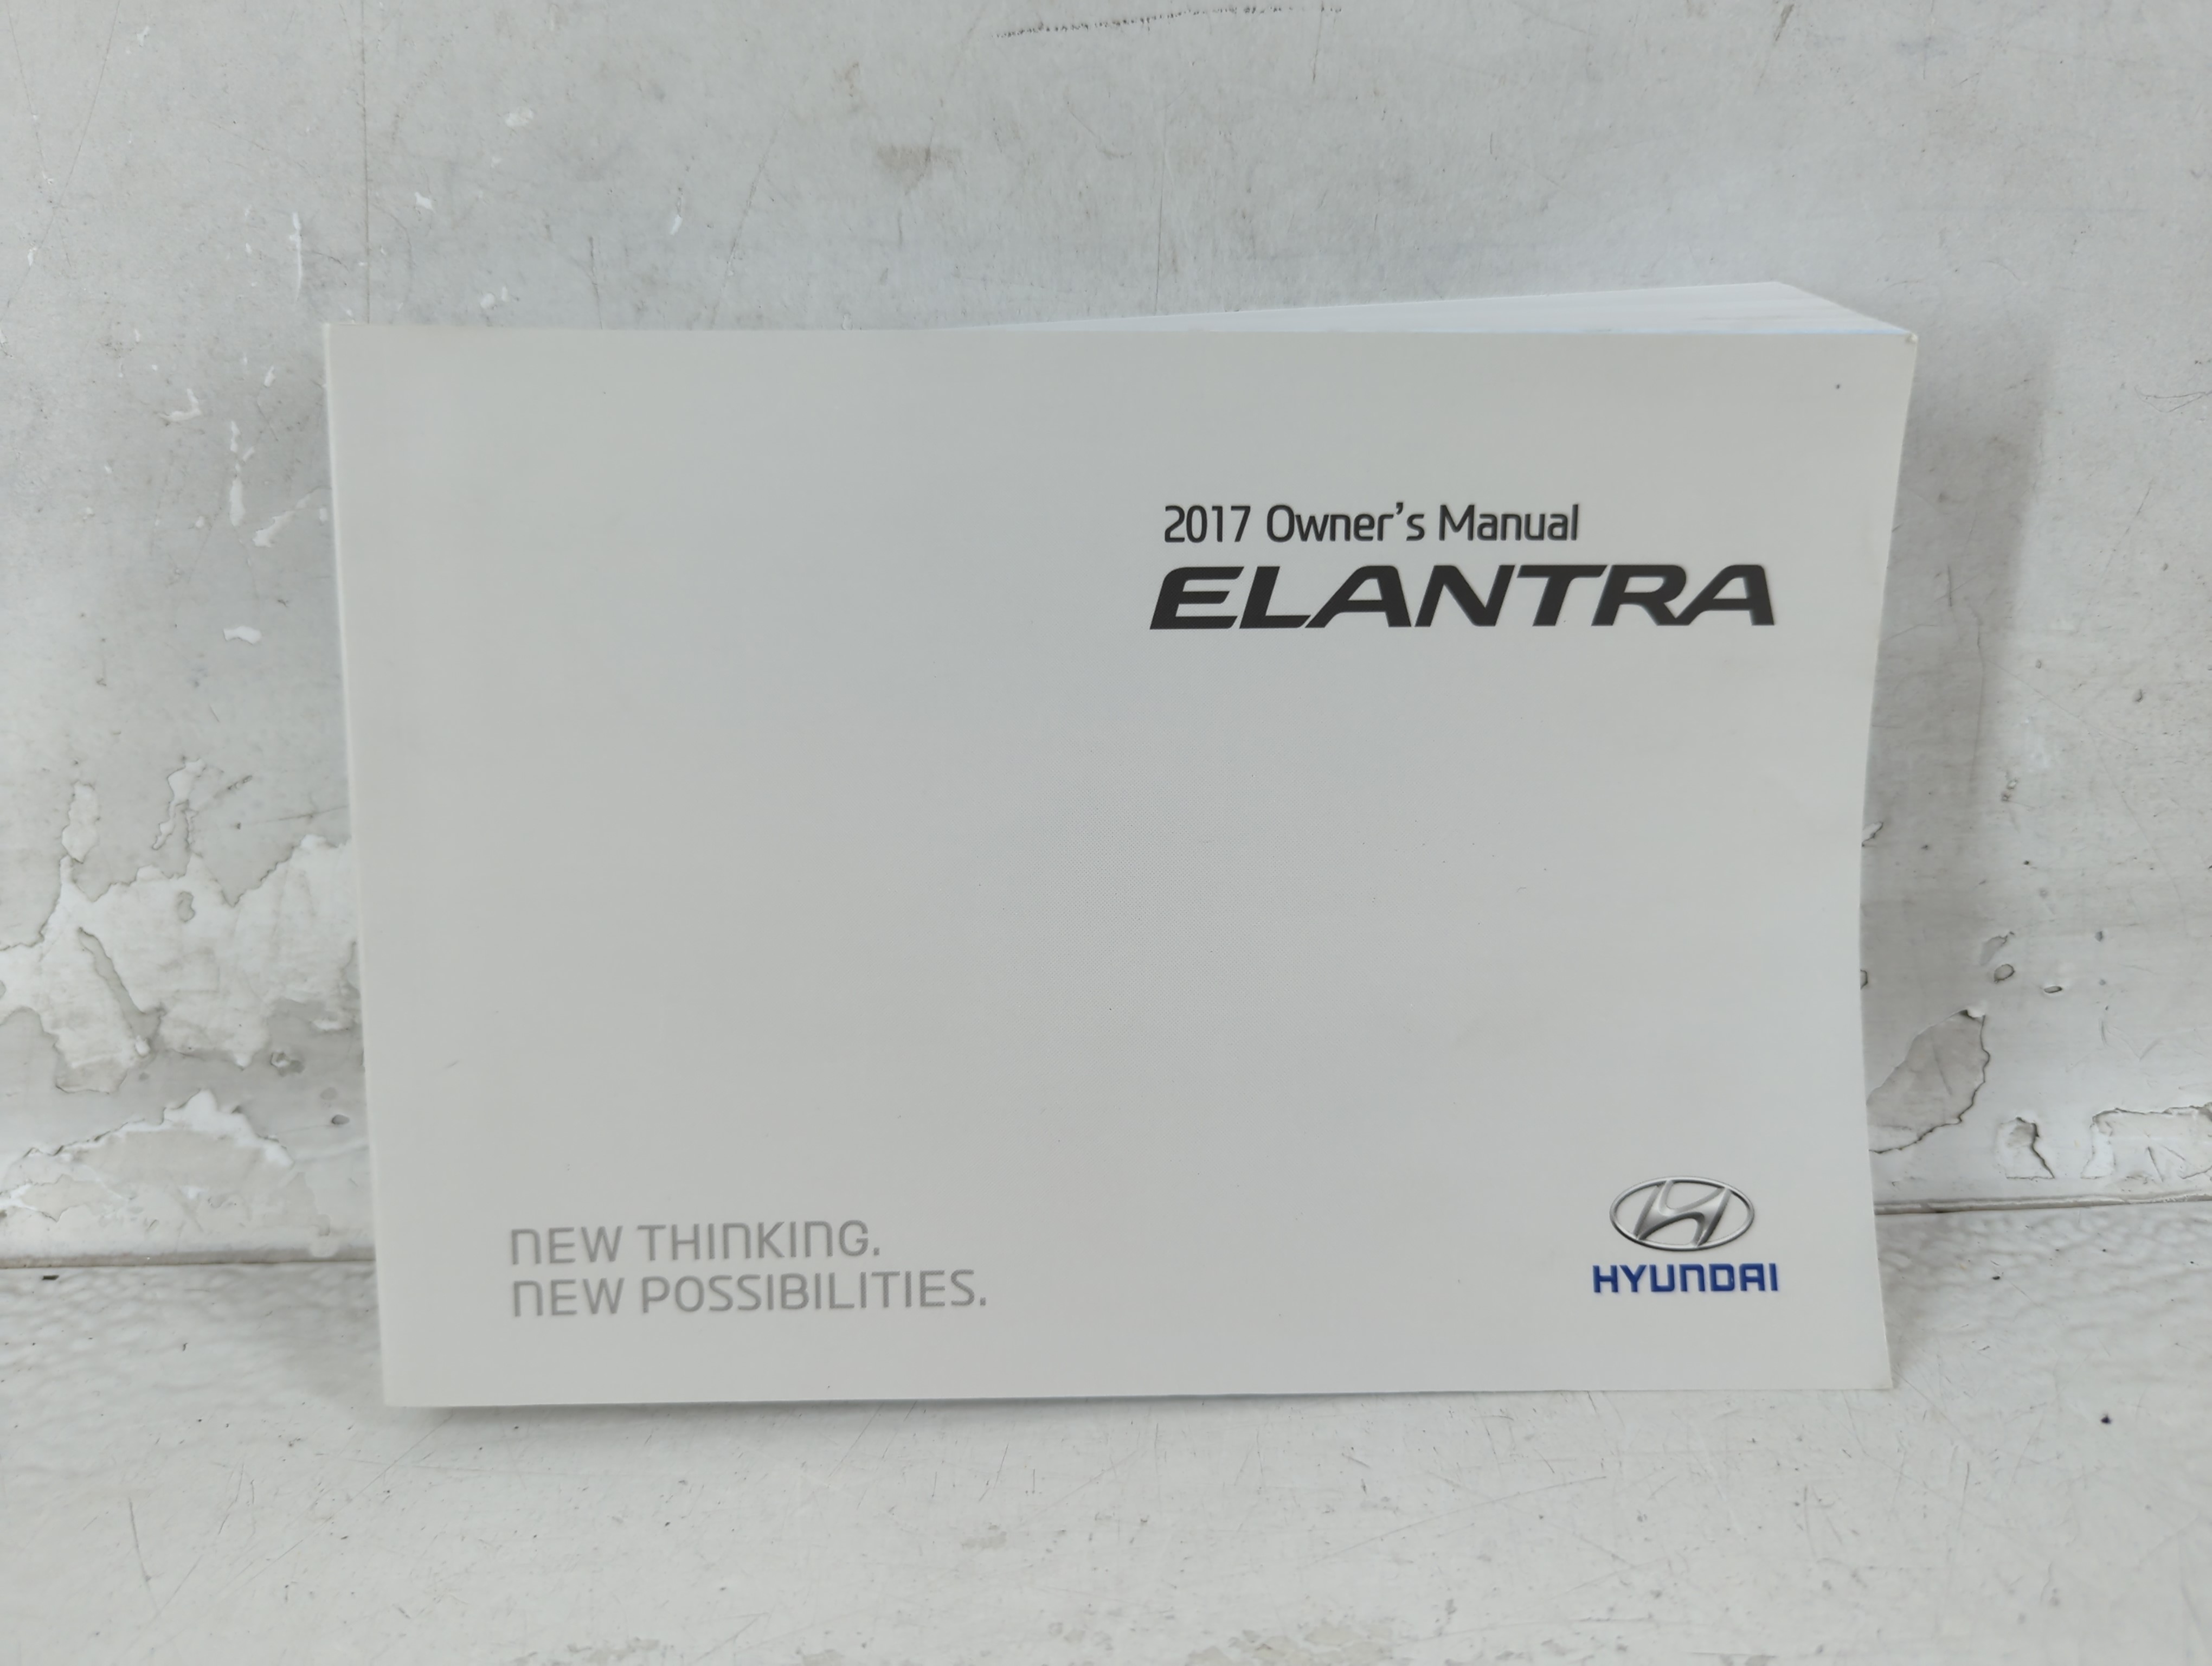 2017 Owner's Manual
ELANTRA
NEW THINKING.
NEW POSSIBILITIES.
HYUNDAI